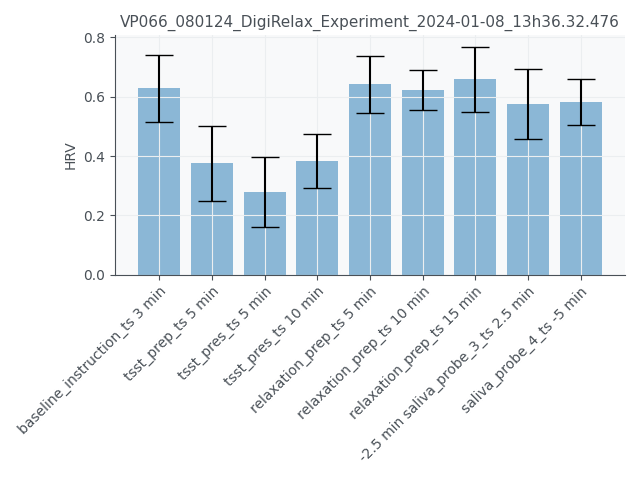 VP066_080124_DigiRelax_Experiment_2024-01-08_13h36.32.476
0.8
0.6
0.4
0.2
0.0
HRV
baseline_instruction_ts 3 min
tsst_prep_ts 5 min
tsst_pres_ts 5 min
tsst_pres_ts 10 min
relaxation_prep_ts 5 min
relaxation_prep_ts 10 min
relaxation_prep_ts 15 min
-2.5 min saliva_probe_3_ts 2.5 min
saliva_probe_4_ts -5 min